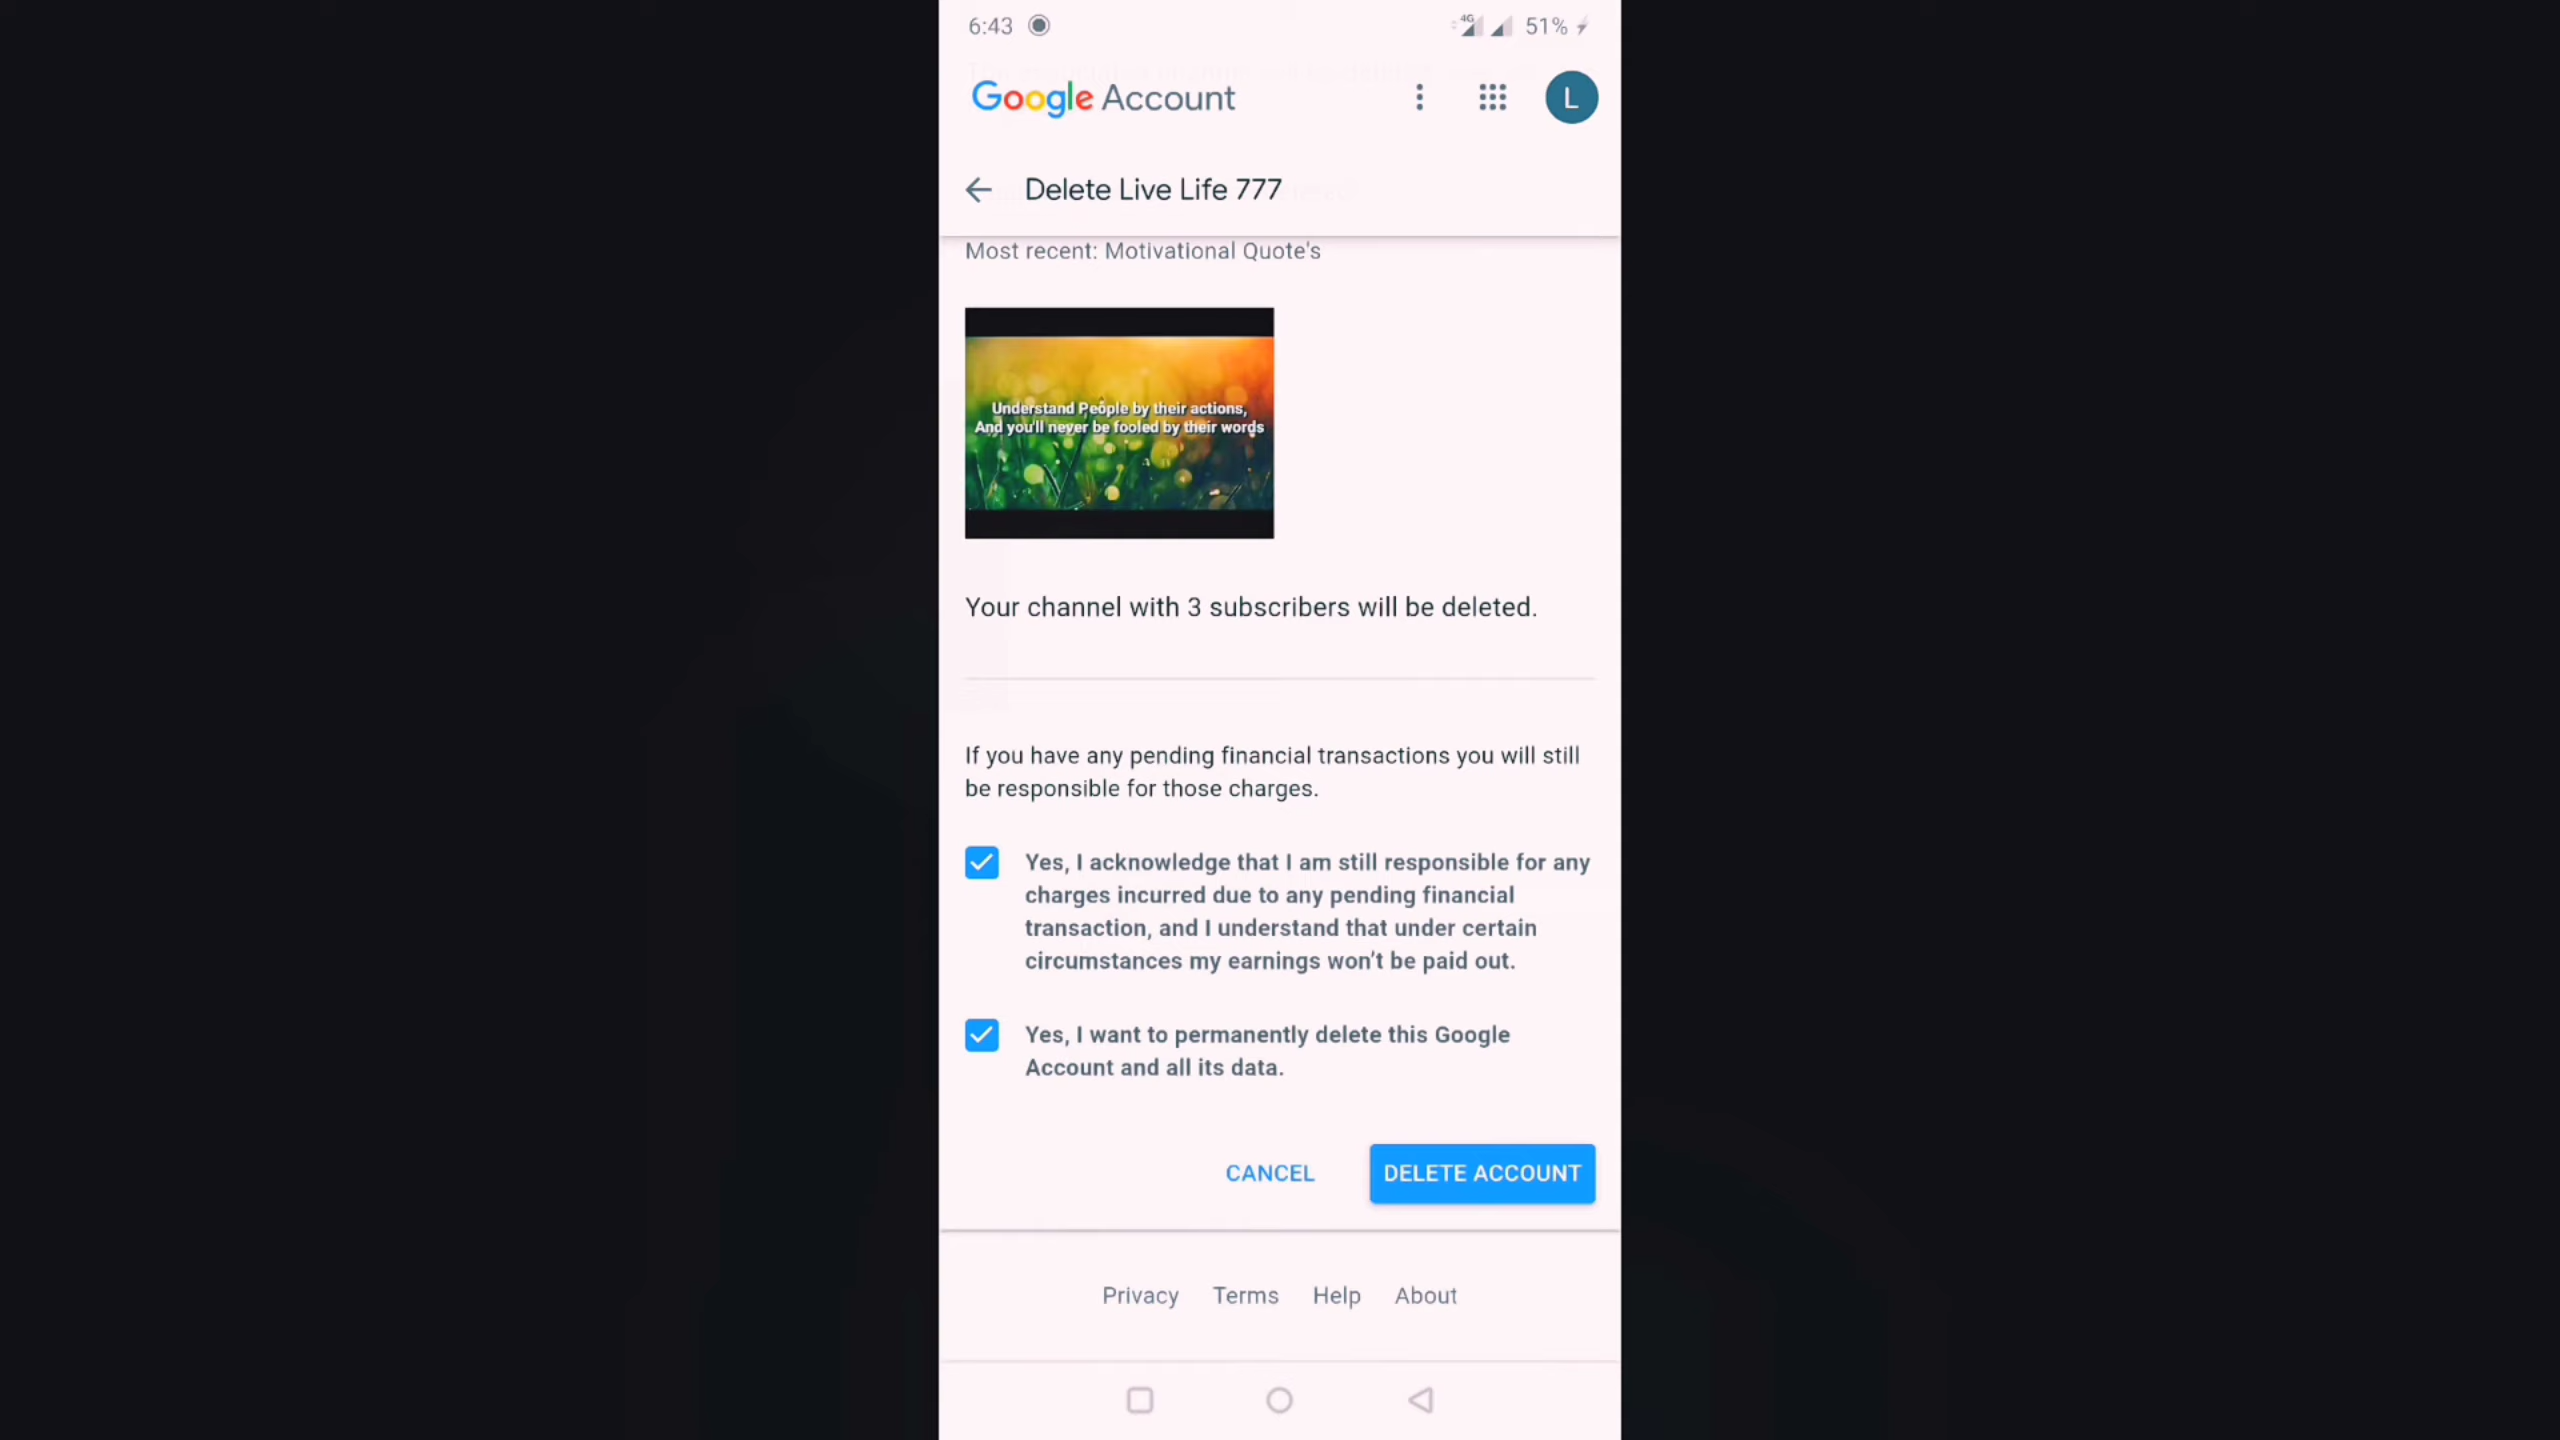 6:43 4G 51%
Google Account L
Delete Live Life 777
Most recent: Motivational Quote's
Understand People by their actions,
And you'll never be fooled by their words
Your channel with 3 subscribers will be deleted.
If you have any pending financial transactions you will still
be responsible for those charges.
Yes, I acknowledge that I am still responsible for any
charges incurred due to any pending financial
transaction, and I understand that under certain
circumstances my earnings won't be paid out.
Yes, I want to permanently delete this Google
Account and all its data.
CANCEL DELETE ACCOUNT
Privacy Terms Help About